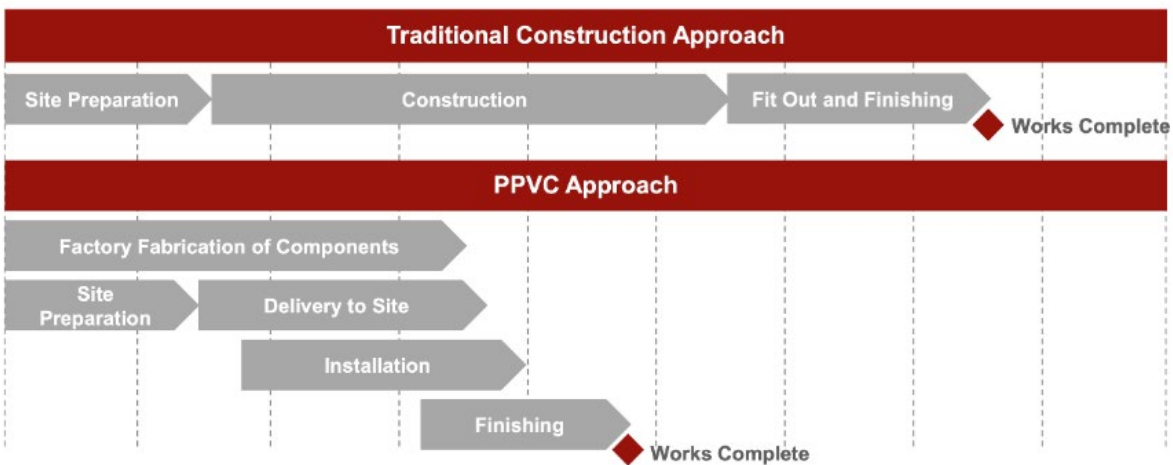 Traditional Construction Approach
Site Preparation
Construction
Fit Out and Finishing
Works Complete
PPVC Approach
Factory Fabrication of Components
Site
Preparation
Delivery to Site
Installation
Finishing
Works Complete